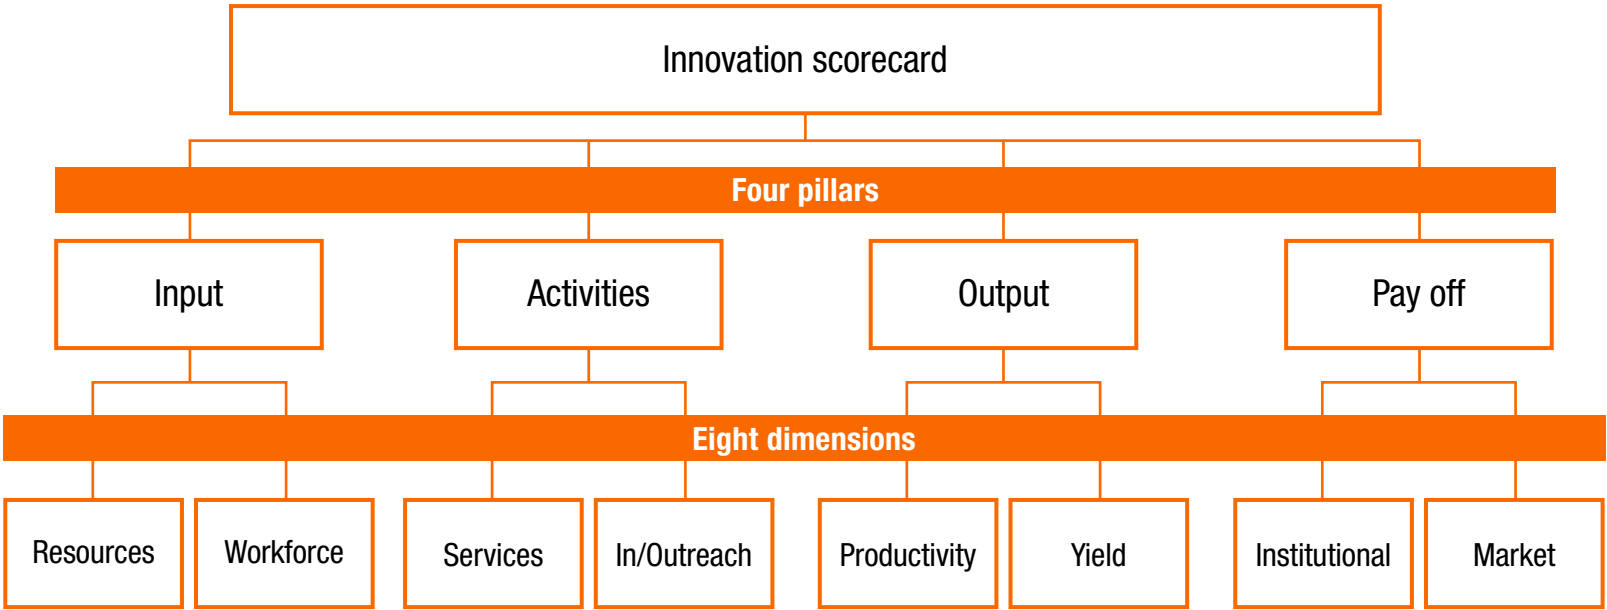 Innovation scorecard
Four pillars
Input
Activities
Output
Pay off
Eight dimensions
Resources
Workforce
Services
In/Outreach
Productivity
Yield
Institutional
Market